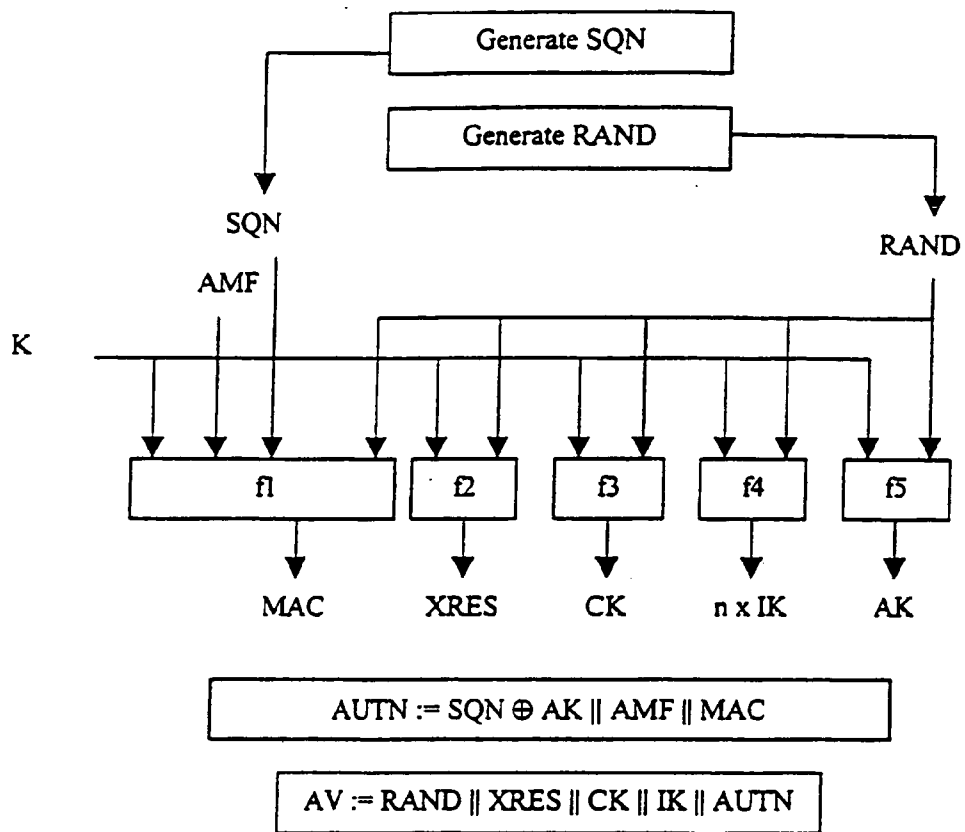 Generate SQN
Generate RAND
SQN
RAND
AMF
K
f1 f2 f3 f4 f5
MAC XRES CK n x IK AK
AUTN := SQN ⊕ AK || AMF || MAC
AV := RAND || XRES || CK || IK || AUTN